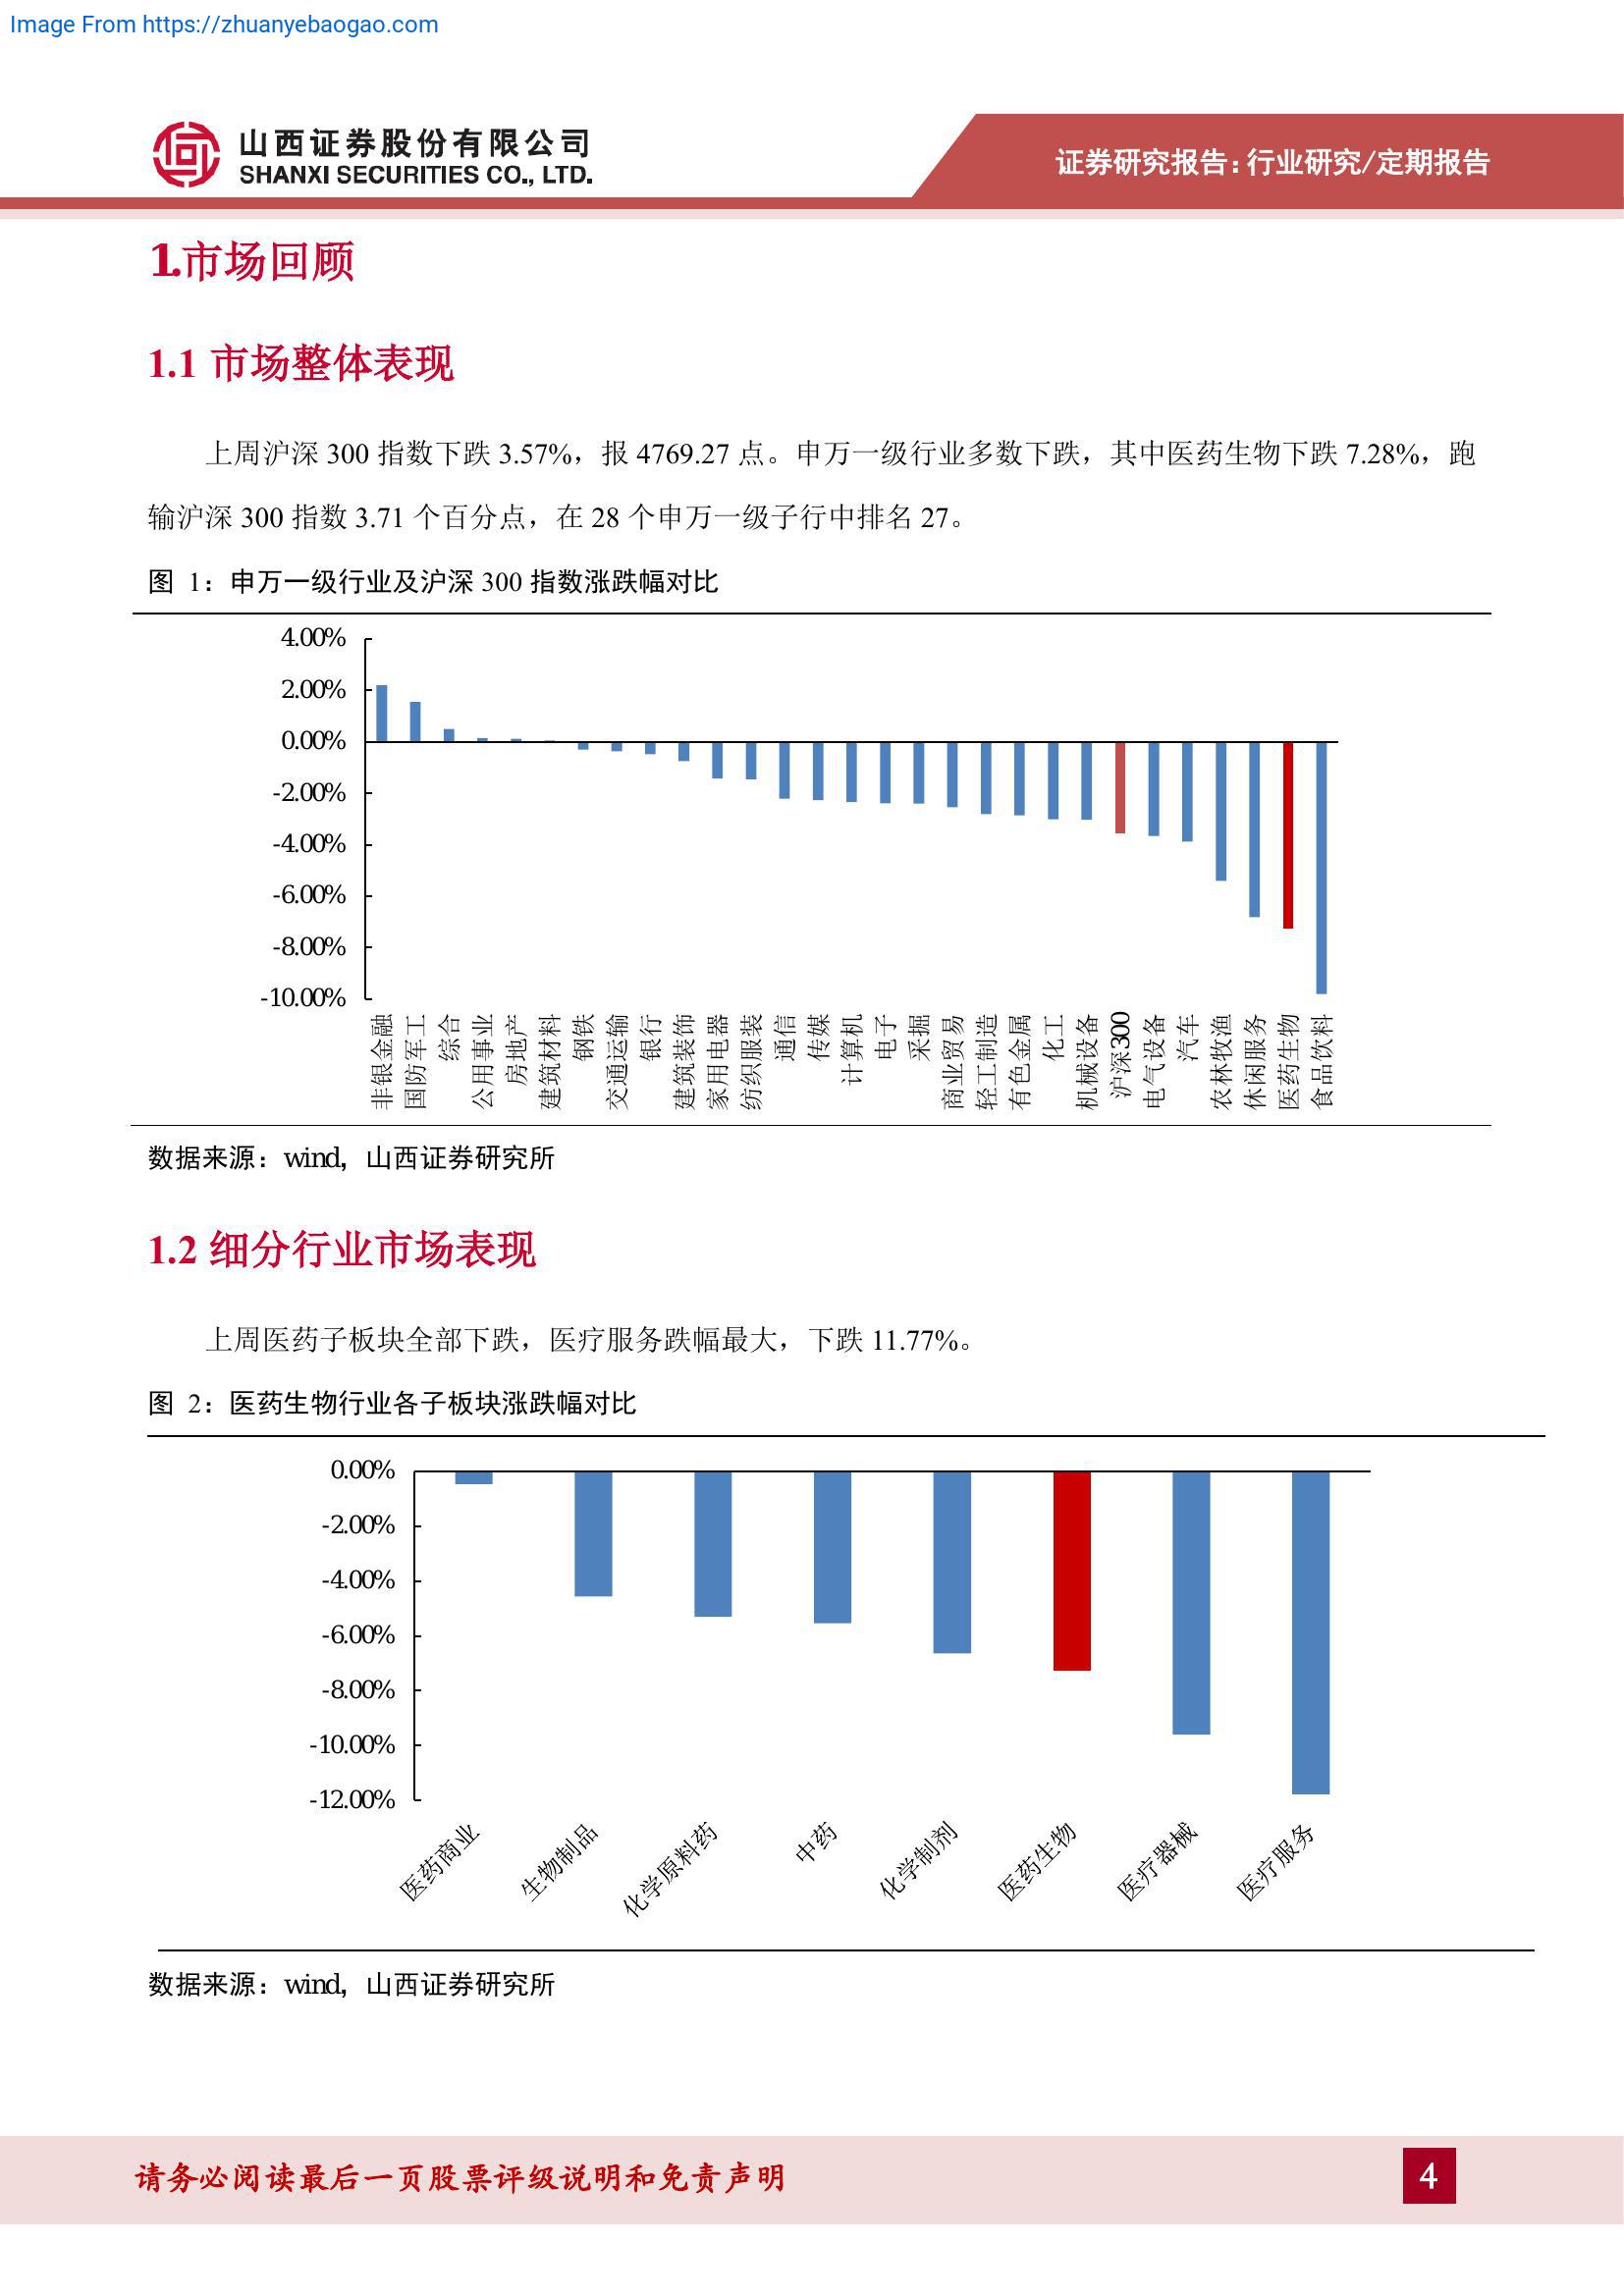 Image From https://zhuanyebaogao.com
山西证券股份有限公司
SHANXI SECURITIES CO., LTD.
证券研究报告:行业研究/定期报告
1.市场回顾
1.1 市场整体表现
上周沪深 300 指数下跌 3.57%，报 4769.27 点。申万一级行业多数下跌，其中医药生物下跌 7.28%，跑
输沪深 300 指数 3.71 个百分点，在 28 个申万一级子行中排名 27。
图 1：申万一级行业及沪深 300 指数涨跌幅对比
4.00%
2.00%
0.00%
-2.00%
-4.00%
-6.00%
-8.00%
-10.00%
非银金融
国防军工
综合
公用事业
房地产
建筑材料
钢铁
交通运输
银行
建筑装饰
家用电器
纺织服装
通信
传媒
计算机
电子
采掘
商业贸易
轻工制造
有色金属
化工
机械设备
沪深300
电气设备
汽车
农林牧渔
休闲服务
医药生物
食品饮料
数据来源：wind，山西证券研究所
1.2 细分行业市场表现
上周医药子板块全部下跌，医疗服务跌幅最大，下跌 11.77%。
图 2：医药生物行业各子板块涨跌幅对比
0.00%
-2.00%
-4.00%
-6.00%
-8.00%
-10.00%
-12.00%
医药商业
生物制品
化学原料药
中药
化学制剂
医药生物
医疗器械
医疗服务
数据来源：wind，山西证券研究所
请务必阅读最后一页股票评级说明和免责声明
4